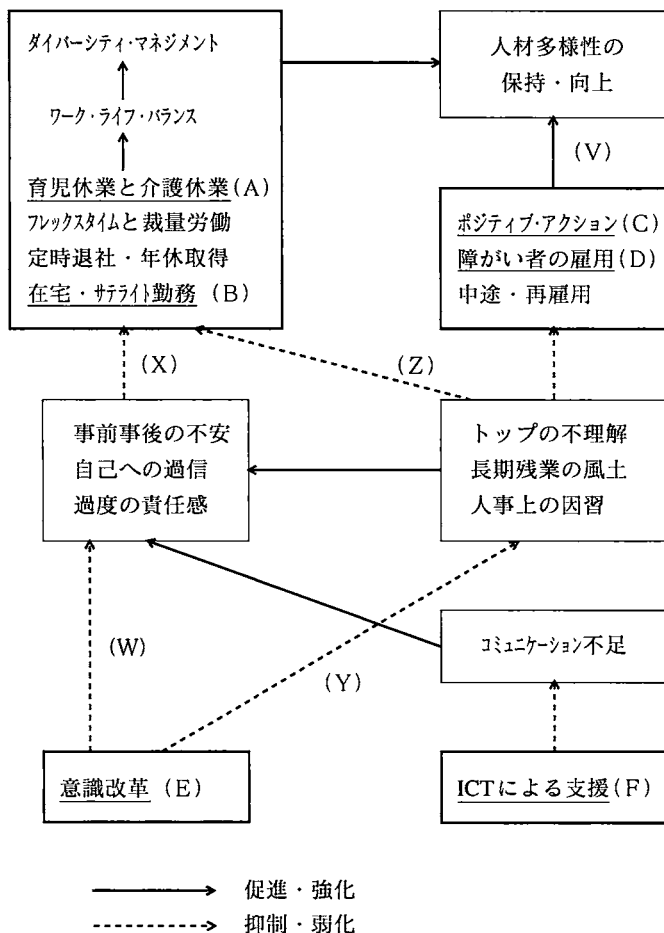 ダイバーシティ・マネジメント
ワーク・ライフ・バランス
育児休業と介護休業(A)
フレックスタイムと裁量労働
定時退社・年休取得
在宅・サテライト勤務 (B)
人材多様性の
保持・向上
(V)
ポジティブ・アクション(C)
障がい者の雇用(D)
中途・再雇用
(X)
(Z)
事前事後の不安
自己への過信
過度の責任感
トップの不理解
長期残業の風土
人事上の因習
(W)
(Y)
コミュニケーション不足
意識改革 (E)
ICTによる支援(F)
促進・強化
抑制・弱化